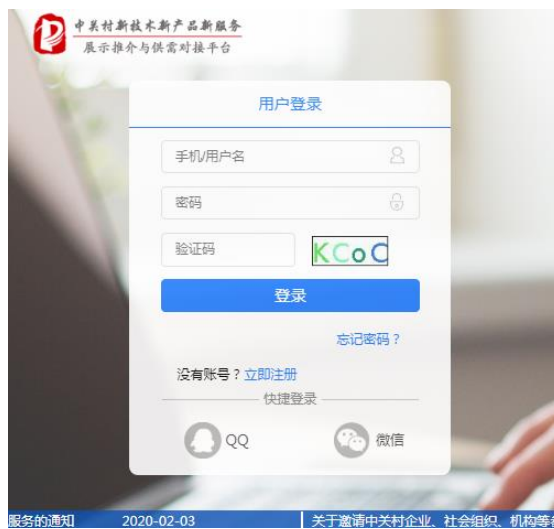 中关村新技术新产品新服务
展示推介与供需对接平台
用户登录
手机/用户名
密码
验证码
KCoC
登录
忘记密码？
没有账号？立即注册
快捷登录
QQ 微信
服务的通知 2020-02-03 关于邀请中关村企业、社会组织、机构等